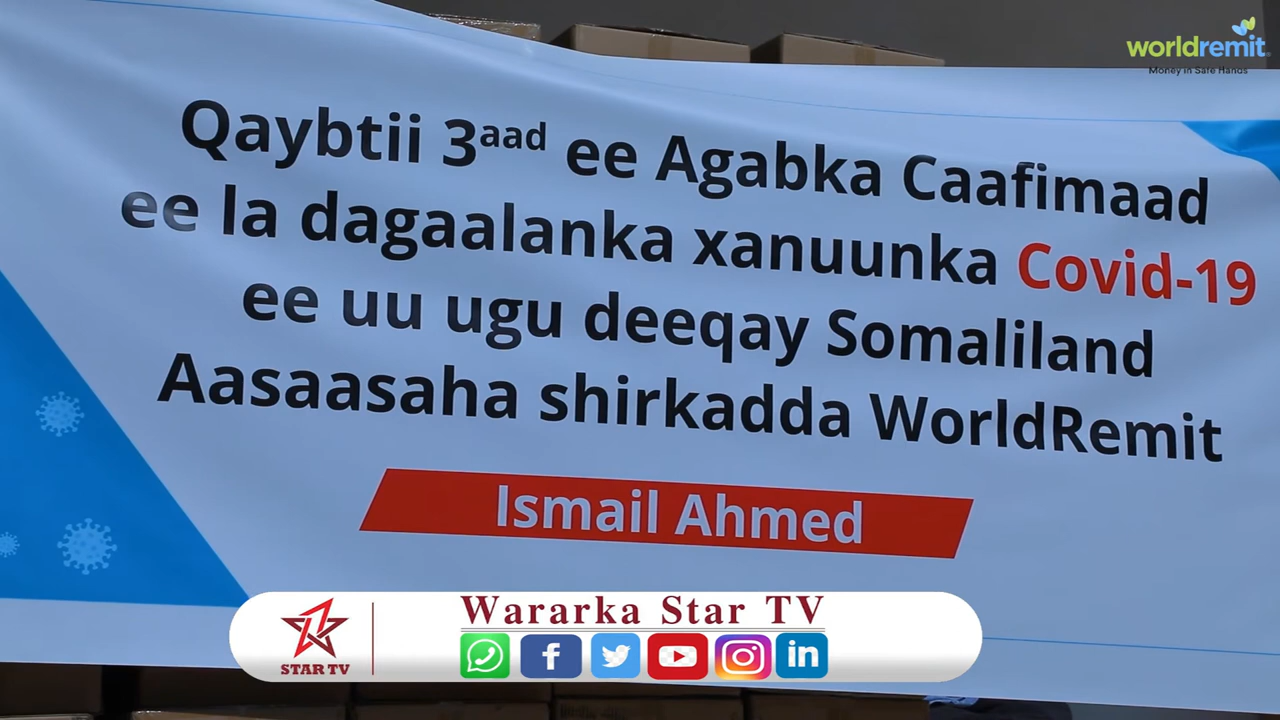 worldremit
Money in Safe Hands
Qaybtii 3aad ee Agabka Caafimaad
ee la dagaalanka xanuunka Covid-19
ee uu ugu deeqay Somaliland
Aasaasaha shirkadda WorldRemit
Ismail Ahmed
Wararka Star TV
STAR TV